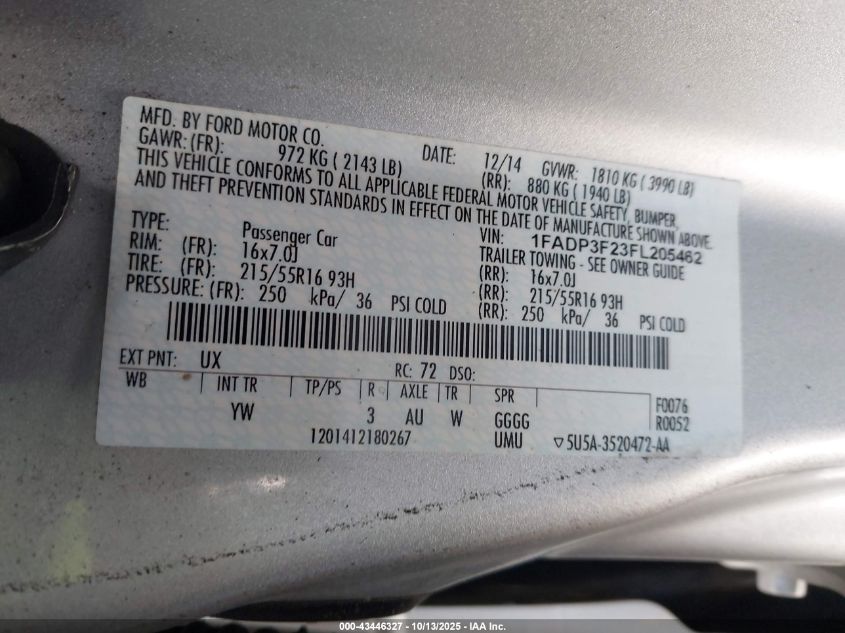 MFD. BY FORD MOTOR CO.
DATE: 12/14 GVWR: 1810 KG ( 3990 LB)
GAWR: (FR): 972 KG ( 2143 LB) (RR): 880 KG ( 1940 LB)
THIS VEHICLE CONFORMS TO ALL APPLICABLE FEDERAL MOTOR VEHICLE SAFETY, BUMPER,
AND THEFT PREVENTION STANDARDS IN EFFECT ON THE DATE OF MANUFACTURE SHOWN ABOVE.
VIN: 1FADP3F23FL205462
TYPE: Passenger Car TRAILER TOWING - SEE OWNER GUIDE
RIM: (FR): 16x7.0J (RR): 16x7.0J
TIRE: (FR): 215/55R16 93H (RR): 215/55R16 93H
PRESSURE: (FR): 250 kPa/ 36 PSI COLD (RR): 250 kPa/ 36 PSI COLD
EXT PNT: UX RC: 72 DSO:
WB INT TR TP/PS R AXLE TR SPR
YW 3 AU W GGGG F0076
R0052
1201412180267 UMU ▽5U5A-3520472-AA
000-43446327 - 10/13/2025 - IAA Inc.